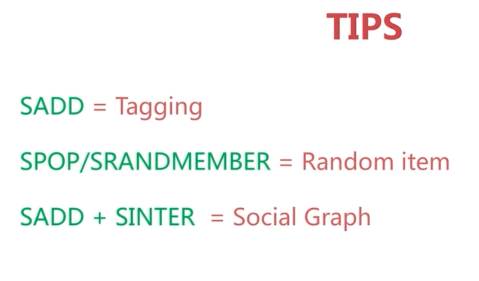 TIPS
SADD = Tagging
SPOP/SRANDMEMBER = Random item
SADD + SINTER = Social Graph